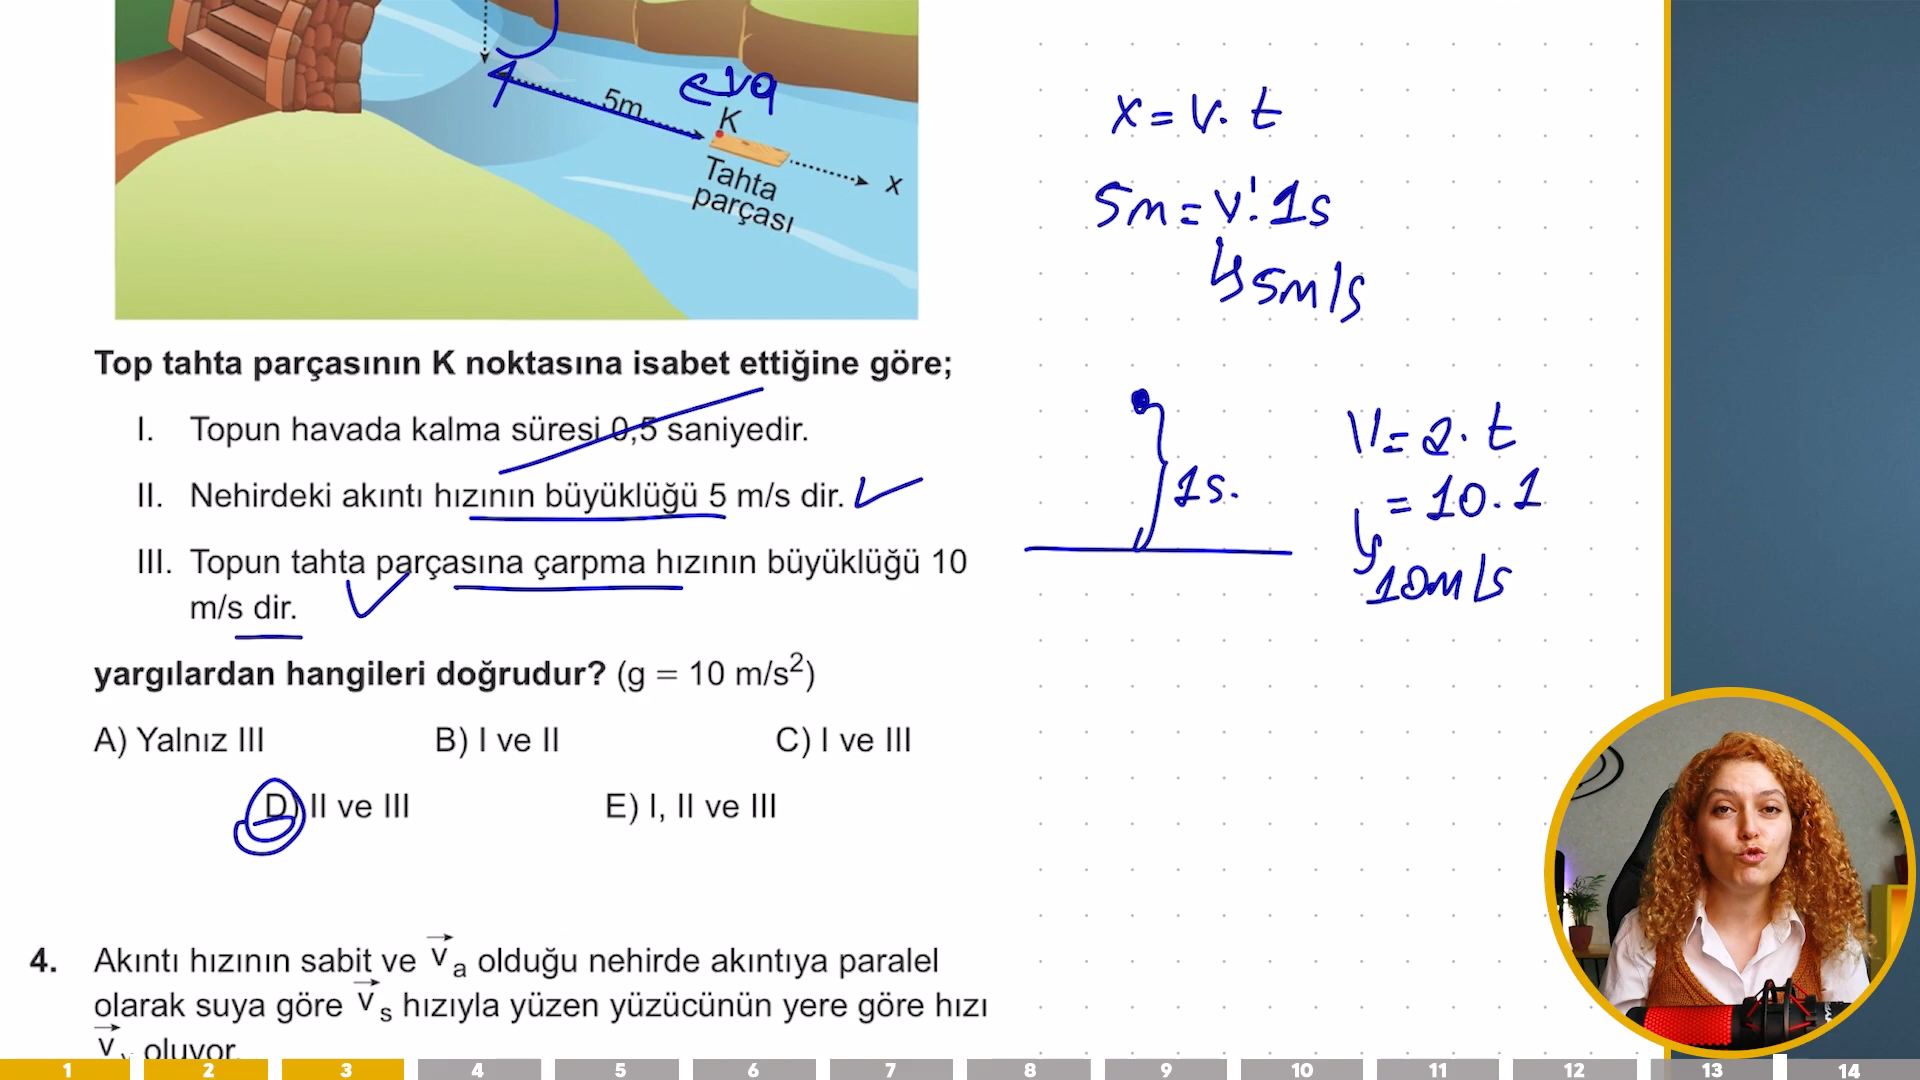 eva
5m
K
Tahta
parçası
x
x = v. t
5m = v. 1s
5m/s
Top tahta parçasının K noktasına isabet ettiğine göre;
I. Topun havada kalma süresi 0,5 saniyedir.
II. Nehirdeki akıntı hızının büyüklüğü 5 m/s dir.
III. Topun tahta parçasına çarpma hızının büyüklüğü 10
m/s dir.
1s.
V = a. t
= 10. 1
10m/s
yargılardan hangileri doğrudur? (g = 10 m/s²)
A) Yalnız III B) I ve II C) I ve III
D) II ve III E) I, II ve III
4. Akıntı hızının sabit ve v⃗a olduğu nehirde akıntıya paralel
olarak suya göre v⃗s hızıyla yüzen yüzücünün yere göre hızı
oluyor.
1 2 3 4 5 6 7 8 9 10 11 12 13 14